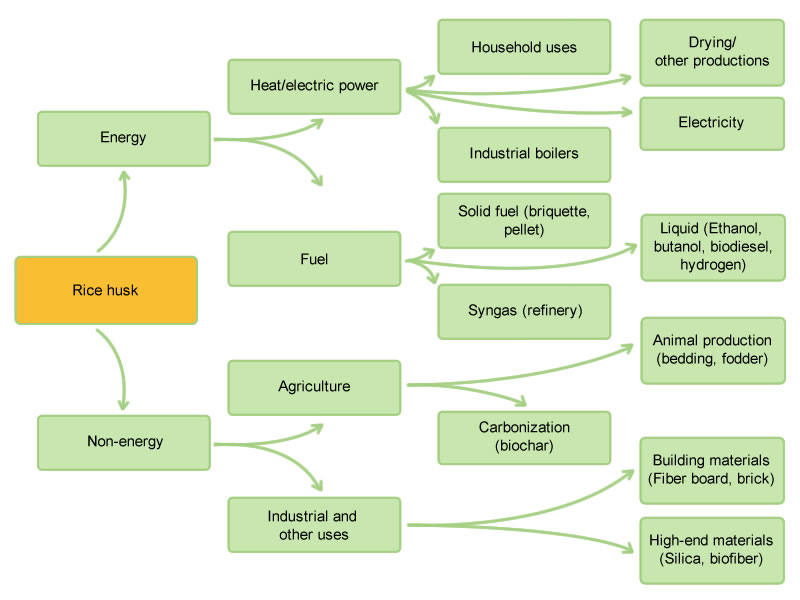 Household uses
Drying/
other productions
Heat/electric power
Electricity
Energy
Industrial boilers
Solid fuel (briquette,
pellet)
Liquid (Ethanol,
butanol, biodiesel,
hydrogen)
Fuel
Rice husk
Syngas (refinery)
Animal production
(bedding, fodder)
Agriculture
Carbonization
(biochar)
Non-energy
Building materials
(Fiber board, brick)
Industrial and
other uses
High-end materials
(Silica, biofiber)